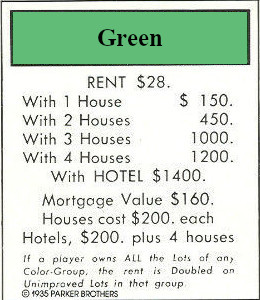 Green
RENT $28.
With 1 House $ 150.
With 2 Houses 450.
With 3 Houses 1000.
With 4 Houses 1200.
With HOTEL $1400.
Mortgage Value $160.
Houses cost $200. each
Hotels, $200. plus 4 houses
If a player owns ALL the Lots of any
Color-Group, the rent is Doubled on
Unimproved Lots in that group.
© 1935 PARKER BROTHERS